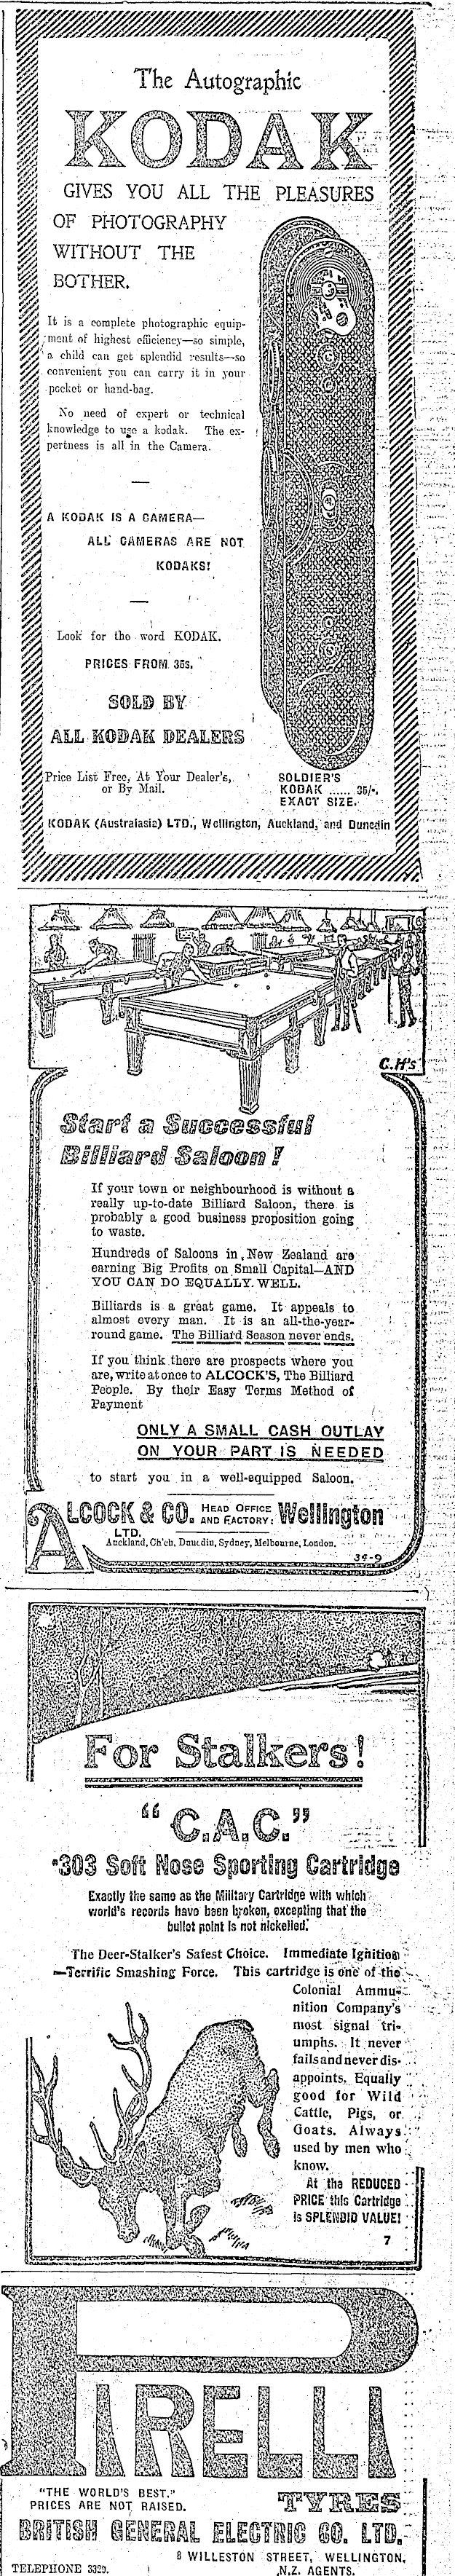 The Autographic
KODAK
GIVES YOU ALL THE PLEASURES
OF PHOTOGRAPHY
WITHOUT THE
BOTHER.
It is a complete photographic equip-
ment of highest efficiency—so simple,
a child can get splendid results—so
convenient you can carry it in your
pocket or hand-bag.
No need of expert or technical
knowledge to use a kodak. The ex-
pertness is all in the Camera.
A KODAK IS A CAMERA—
ALL CAMERAS ARE NOT
KODAKS!
Look for the word KODAK.
PRICES FROM 35s.
SOLD BY
ALL KODAK DEALERS
Price List Free, At Your Dealer's,
or By Mail.
SOLDIER'S
KODAK ...... 35/-.
EXACT SIZE.
KODAK (Australasia) LTD., Wellington, Auckland, and Dunedin
C.H's
Start a Successful
Billiard Saloon!
If your town or neighbourhood is without a
really up-to-date Billiard Saloon, there is
probably a good business proposition going
to waste.
Hundreds of Saloons in New Zealand are
earning Big Profits on Small Capital—AND
YOU CAN DO EQUALLY WELL.
Billiards is a great game. It appeals to
almost every man. It is an all-the-year-
round game. The Billiard Season never ends.
If you think there are prospects where you
are, write at once to ALCOCK'S, The Billiard
People. By their Easy Terms Method of
Payment
ONLY A SMALL CASH OUTLAY
ON YOUR PART IS NEEDED
to start you in a well-equipped Saloon.
ALCOCK & CO. LTD. HEAD OFFICE AND FACTORY: Wellington
Auckland, Ch'ch, Dunedin, Sydney, Melbourne, London.
34-9
For Stalkers!
"C.A.C."
·303 Soft Nose Sporting Cartridge
Exactly the same as the Military Cartridge with which
world's records have been broken, excepting that the
bullet point is not nickelled.
The Deer-Stalker's Safest Choice. Immediate Ignition
—Terrific Smashing Force. This cartridge is one of the
Colonial Ammu-
nition Company's
most signal tri-
umphs. It never
fails and never dis-
appoints. Equally
good for Wild
Cattle, Pigs, or
Goats. Always
used by men who
know.
At the REDUCED
PRICE this Cartridge
is SPLENDID VALUE!
7
PIRELLI
"THE WORLD'S BEST."
PRICES ARE NOT RAISED.
TYRES
BRITISH GENERAL ELECTRIC CO. LTD.
8 WILLESTON STREET, WELLINGTON.
TELEPHONE 3329.
N.Z. AGENTS.